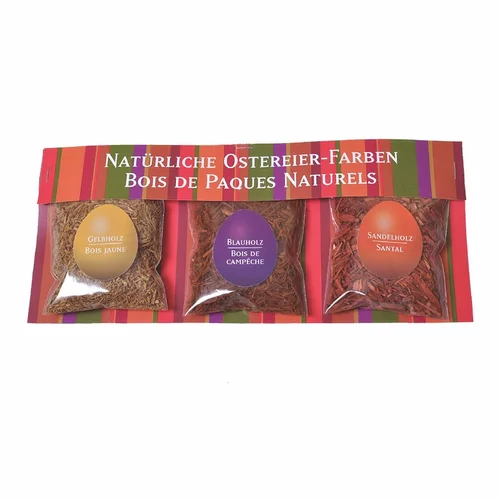 NATÜRLICHE OSTEREIER-FARBEN
BOIS DE PAQUES NATURELS
GELBHOLZ
BOIS JAUNE
BLAUHOLZ
BOIS DE
CAMPÊCHE
SANDELHOLZ
SANTAL